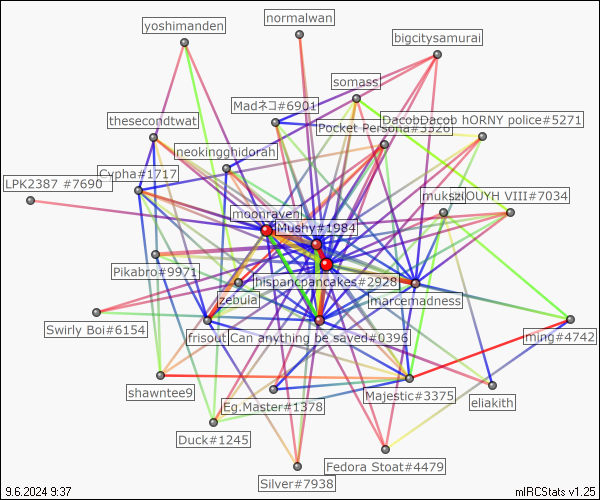 normalwan
yoshimanden
bigcitysamurai
somass
Madネコ#6901
thesecondtwat
DacobDacob hORNY police#5271
Pocket Persona#3326
neokinghidorah
Cypha#1717
LPK2387 #7690
mukszi
OUYH VIII#7034
moonraven
Mushy#1984
Pikabro#9971
hispancpancakes#2928
zebula
marcemadness
Swirly Boi#6154
frisout
Can anything be saved#0396
ming#4742
shawntee9
Majestic#3375
eliakith
Eg.Master#1378
Duck#1245
Fedora Stoat#4479
Silver#7938
9.6.2024 9:37
mIRCStats v1.25